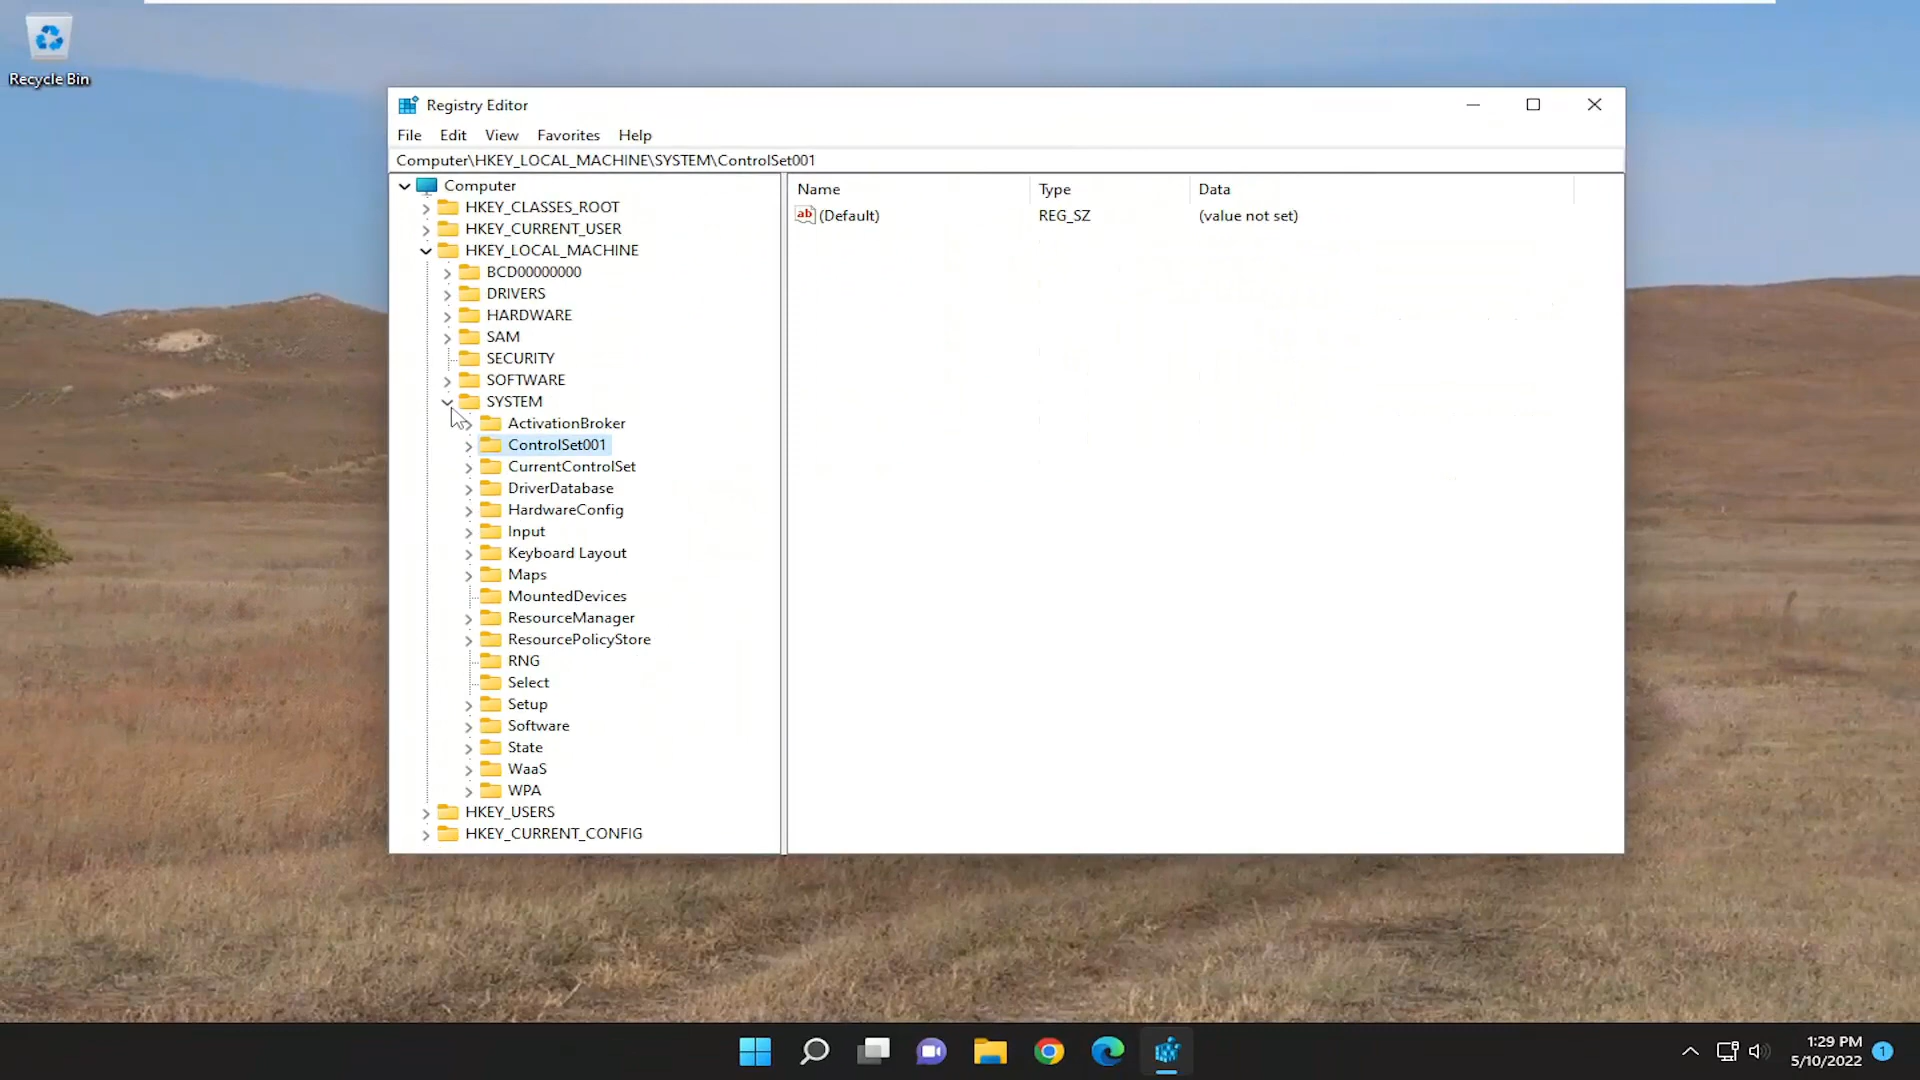 Recycle Bin
Registry Editor
File Edit View Favorites Help
Computer\HKEY_LOCAL_MACHINE\SYSTEM\ControlSet001
Computer
HKEY_CLASSES_ROOT
HKEY_CURRENT_USER
HKEY_LOCAL_MACHINE
BCD00000000
DRIVERS
HARDWARE
SAM
SECURITY
SOFTWARE
SYSTEM
ActivationBroker
ControlSet001
CurrentControlSet
DriverDatabase
HardwareConfig
Input
Keyboard Layout
Maps
MountedDevices
ResourceManager
ResourcePolicyStore
RNG
Select
Setup
Software
State
WaaS
WPA
HKEY_USERS
HKEY_CURRENT_CONFIG
Name Type Data
ab (Default) REG_SZ (value not set)
1:29 PM
5/10/2022
1